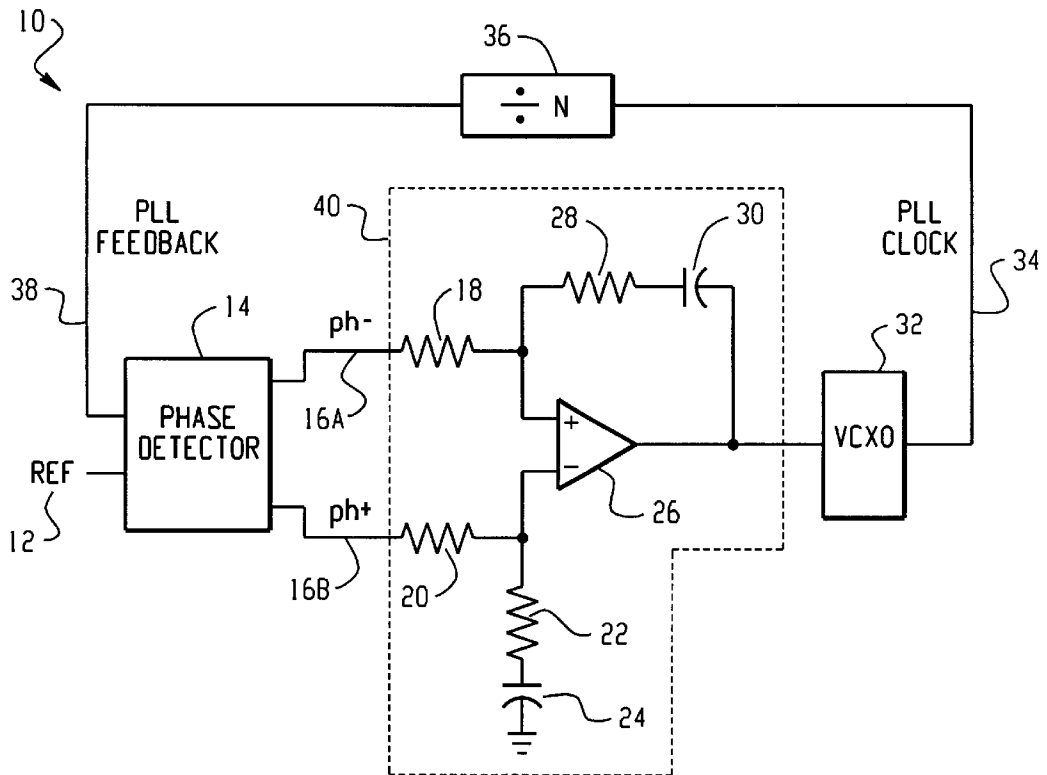 10
36
÷ N
40
28
30
PLL
FEEDBACK
PLL
CLOCK
38
14
ph-
18
34
32
16A
PHASE
DETECTOR
+
-
VCXO
REF
12
ph+
26
16B
20
22
24